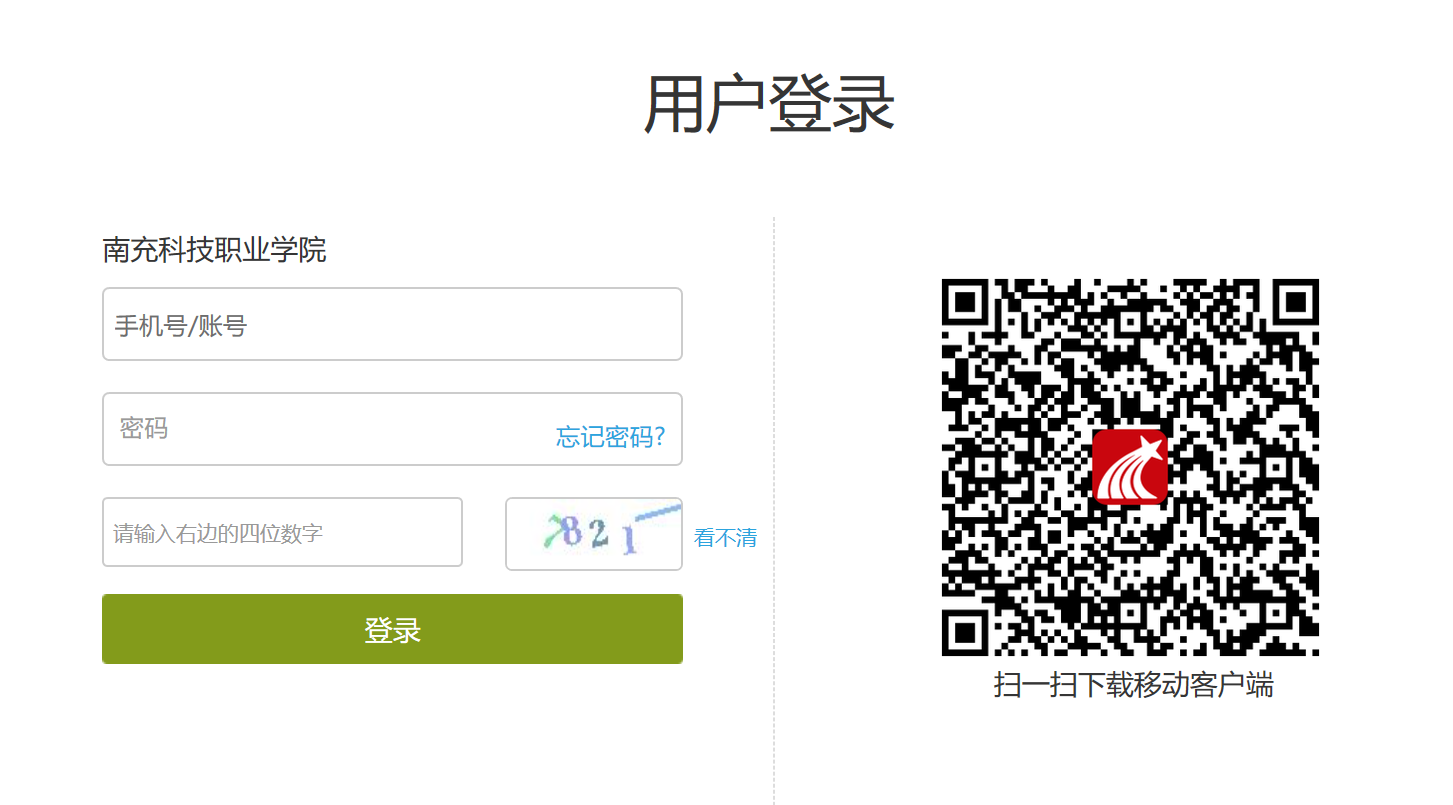 用户登录
南充科技职业学院
手机号/账号
密码
忘记密码?
请输入右边的四位数字
看不清
登录
扫一扫下载移动客户端